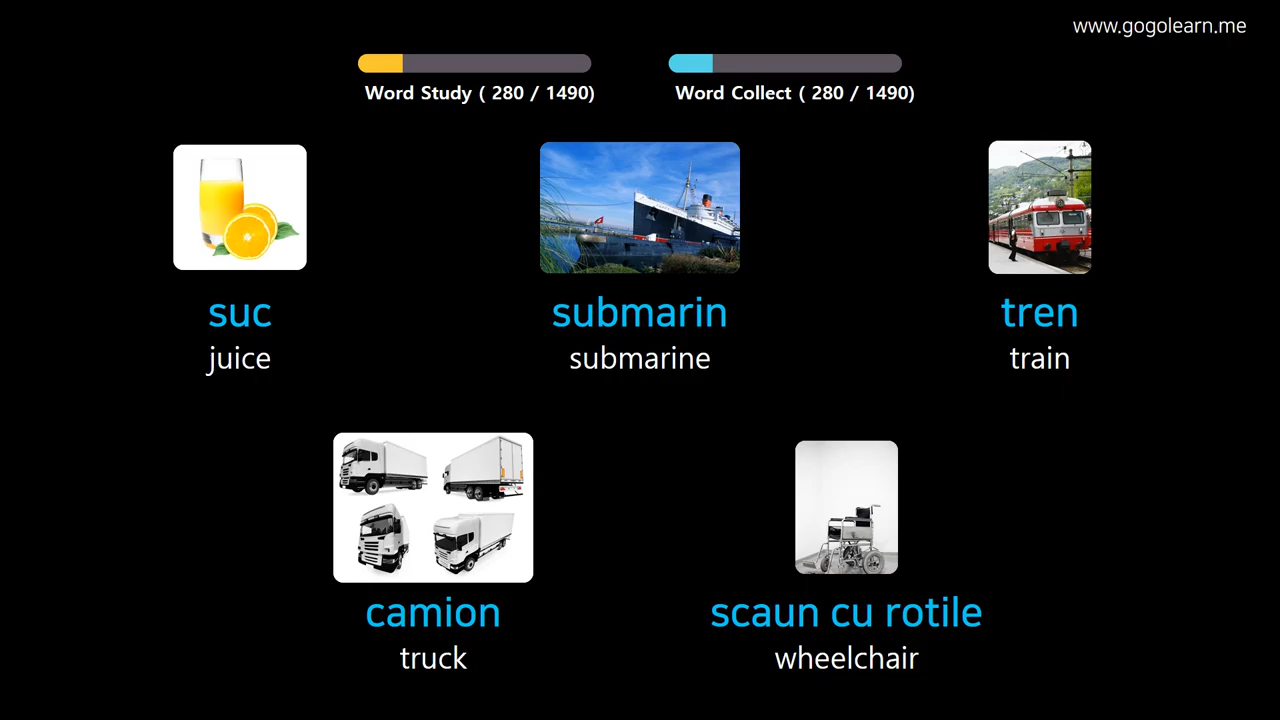 www.gogolearn.me
Word Study ( 280 / 1490)
Word Collect ( 280 / 1490)
suc
juice
submarin
submarine
tren
train
camion
truck
scaun cu rotile
wheelchair